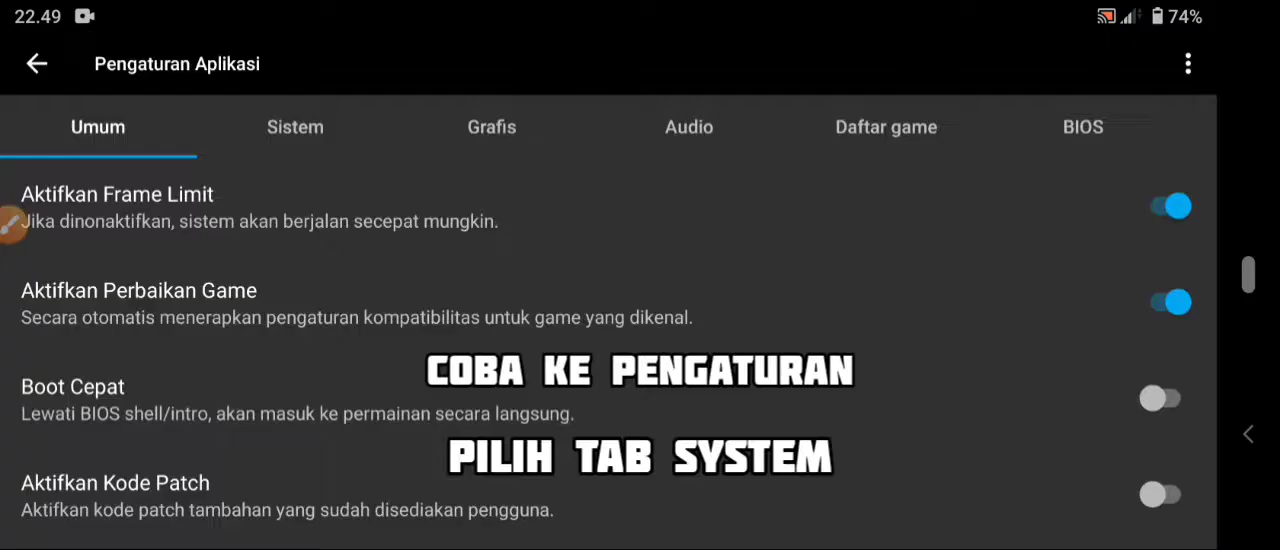 22.49
74%
Pengaturan Aplikasi
Umum Sistem Grafis Audio Daftar game BIOS
Aktifkan Frame Limit
Jika dinonaktifkan, sistem akan berjalan secepat mungkin.
Aktifkan Perbaikan Game
Secara otomatis menerapkan pengaturan kompatibilitas untuk game yang dikenal.
COBA KE PENGATURAN
Boot Cepat
Lewati BIOS shell/intro, akan masuk ke permainan secara langsung.
PILIH TAB SYSTEM
Aktifkan Kode Patch
Aktifkan kode patch tambahan yang sudah disediakan pengguna.